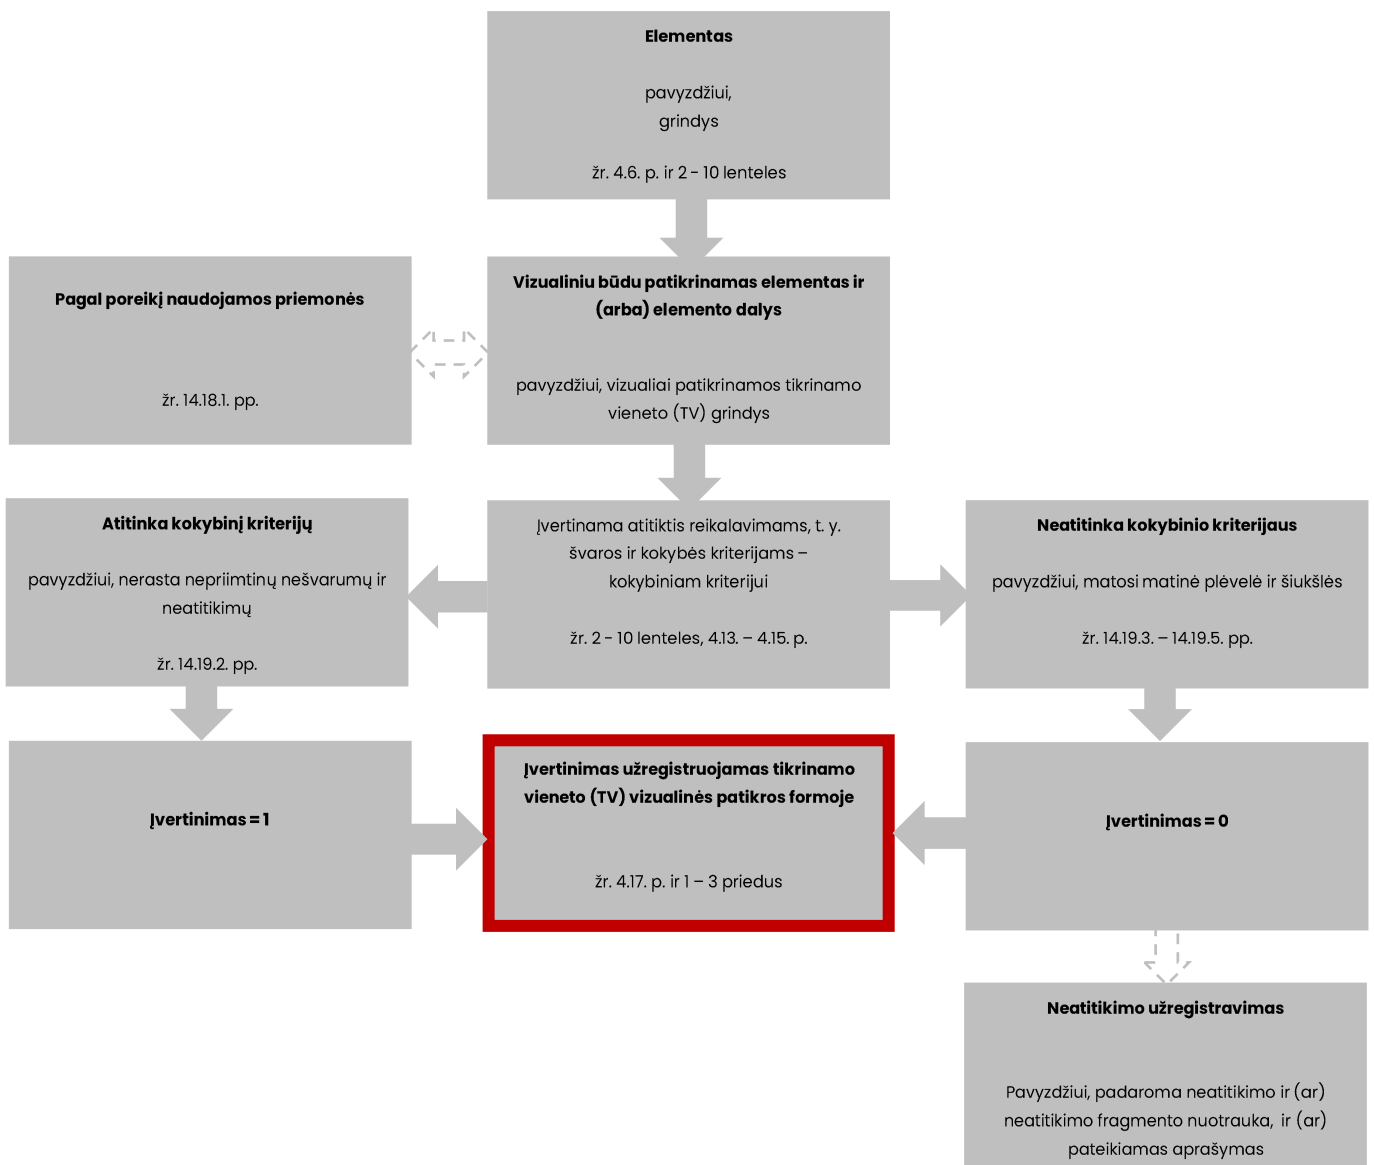 Elementas
pavyzdžiui,
grindys
žr. 4.6. p. ir 2 - 10 lenteles
Pagal poreikį naudojamos priemonės
žr. 14.18.1. pp.
Vizualiniu būdu patikrinamas elementas ir
(arba) elemento dalys
pavyzdžiui, vizualiai patikrinamos tikrinamo
vieneto (TV) grindys
Atitinka kokybinį kriterijų
pavyzdžiui, nerasta nepriimtinų nešvarumų ir
neatitikimų
žr. 14.19.2. pp.
Įvertinama atitiktis reikalavimams, t. y.
švaros ir kokybės kriterijams –
kokybiniam kriterijui
žr. 2 - 10 lenteles, 4.13. – 4.15. p.
Neatitinka kokybinio kriterijaus
pavyzdžiui, matosi matinė plėvelė ir šiukšlės
žr. 14.19.3. – 14.19.5. pp.
Įvertinimas = 1
Įvertinimas užregistruojamas tikrinamo
vieneto (TV) vizualinės patikros formoje
žr. 4.17. p. ir 1 – 3 priedus
Įvertinimas = 0
Neatitikimo užregistravimas
Pavyzdžiui, padaroma neatitikimo ir (ar)
neatitikimo fragmento nuotrauka, ir (ar)
pateikiamas aprašymas